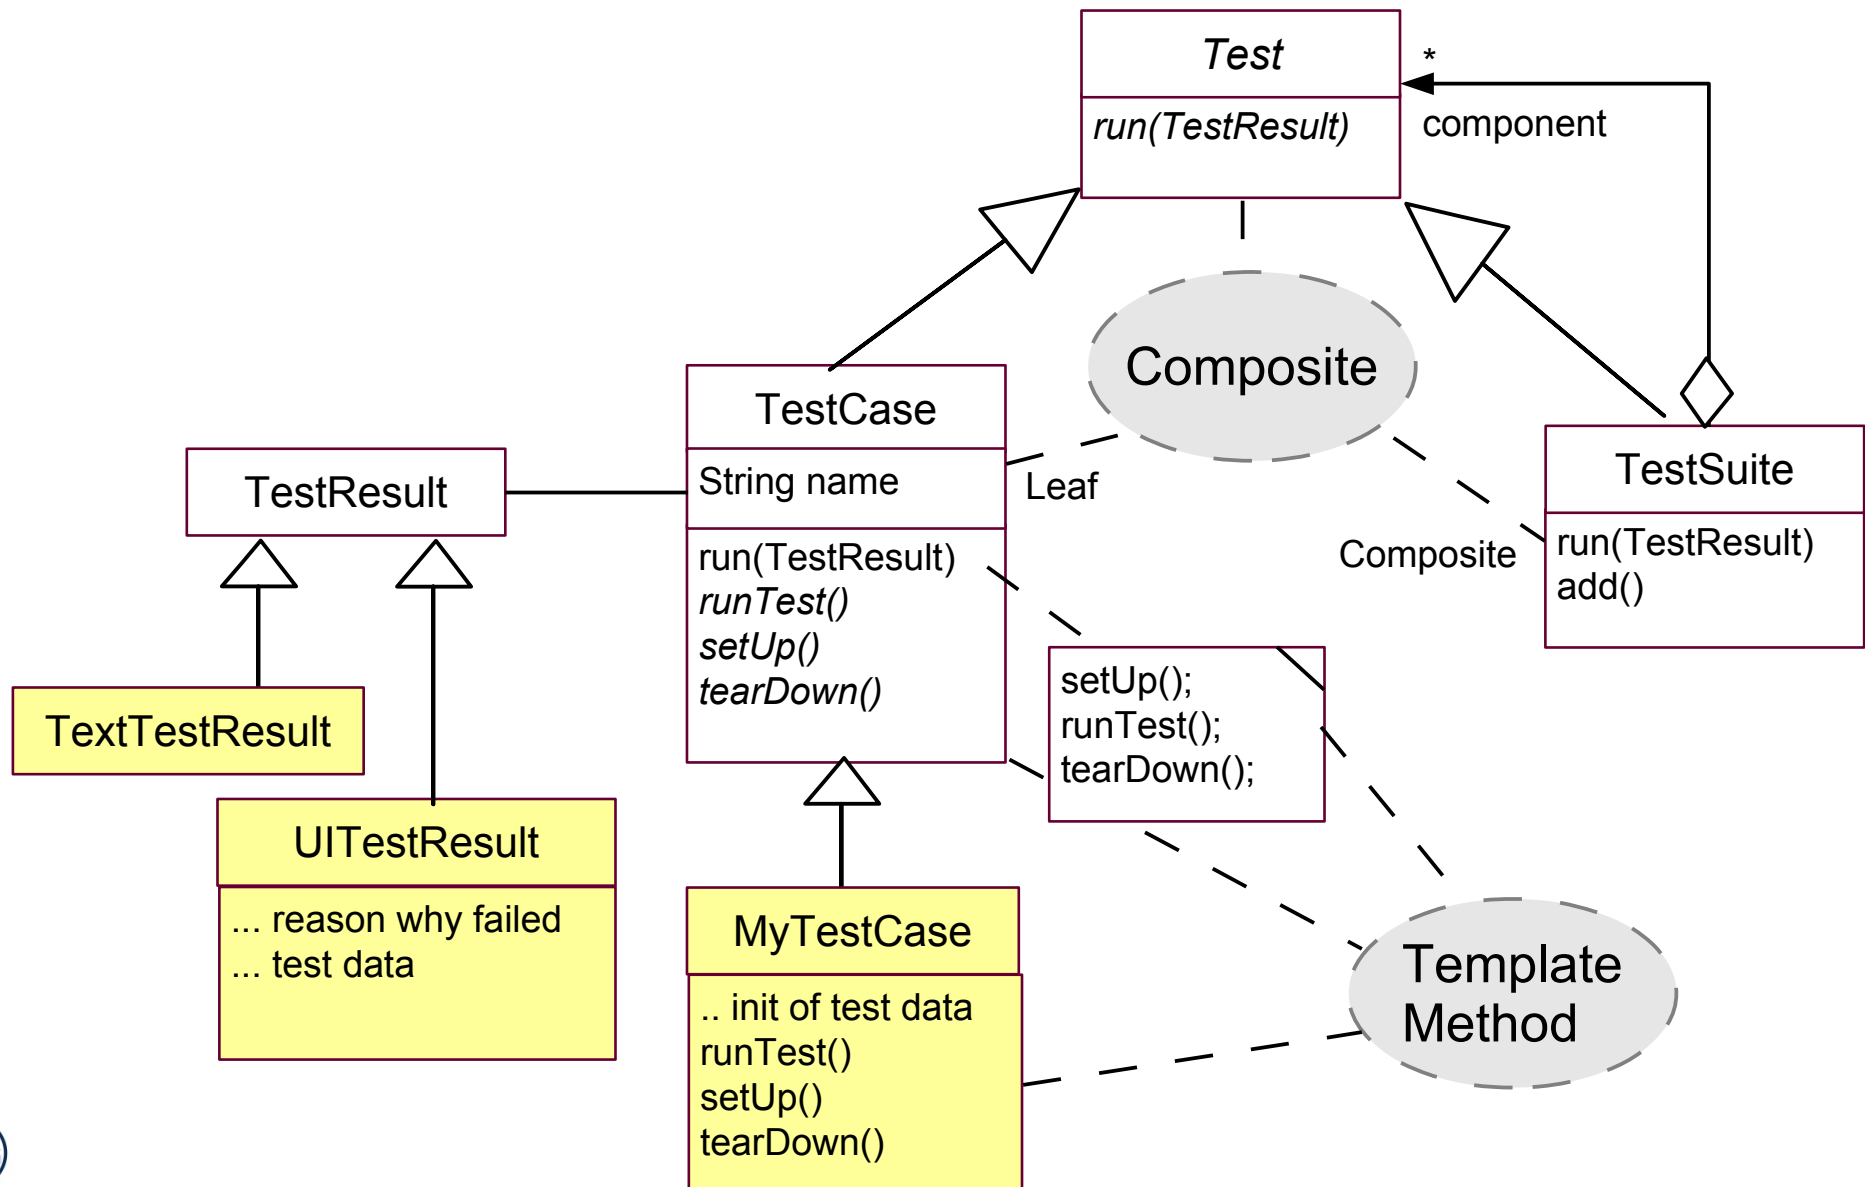 Test
run(TestResult)
*
component
Composite
TestCase
String name
run(TestResult)
runTest()
setUp()
tearDown()
Leaf
Composite
TestSuite
run(TestResult)
add()
TestResult
TextTestResult
UITestResult
... reason why failed
... test data
setUp();
runTest();
tearDown();
MyTestCase
.. init of test data
runTest()
setUp()
tearDown()
Template
Method